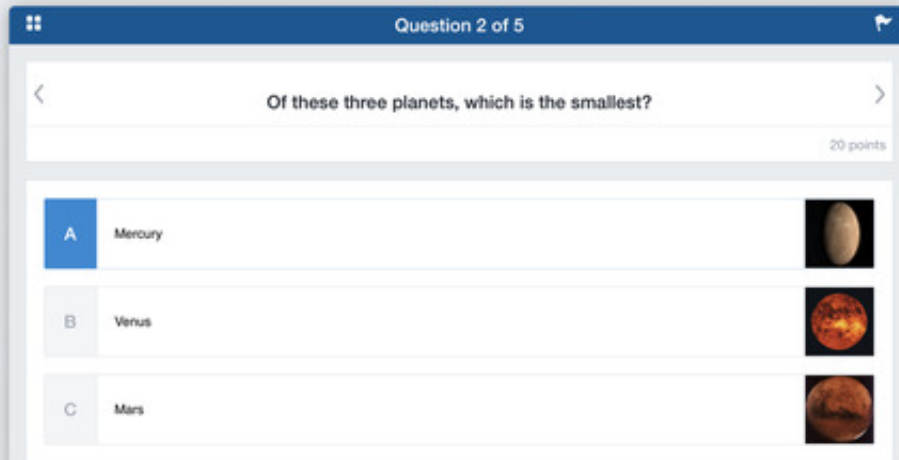 Question 2 of 5
Of these three planets, which is the smallest?
20 points
A Mercury
B Venus
C Mars